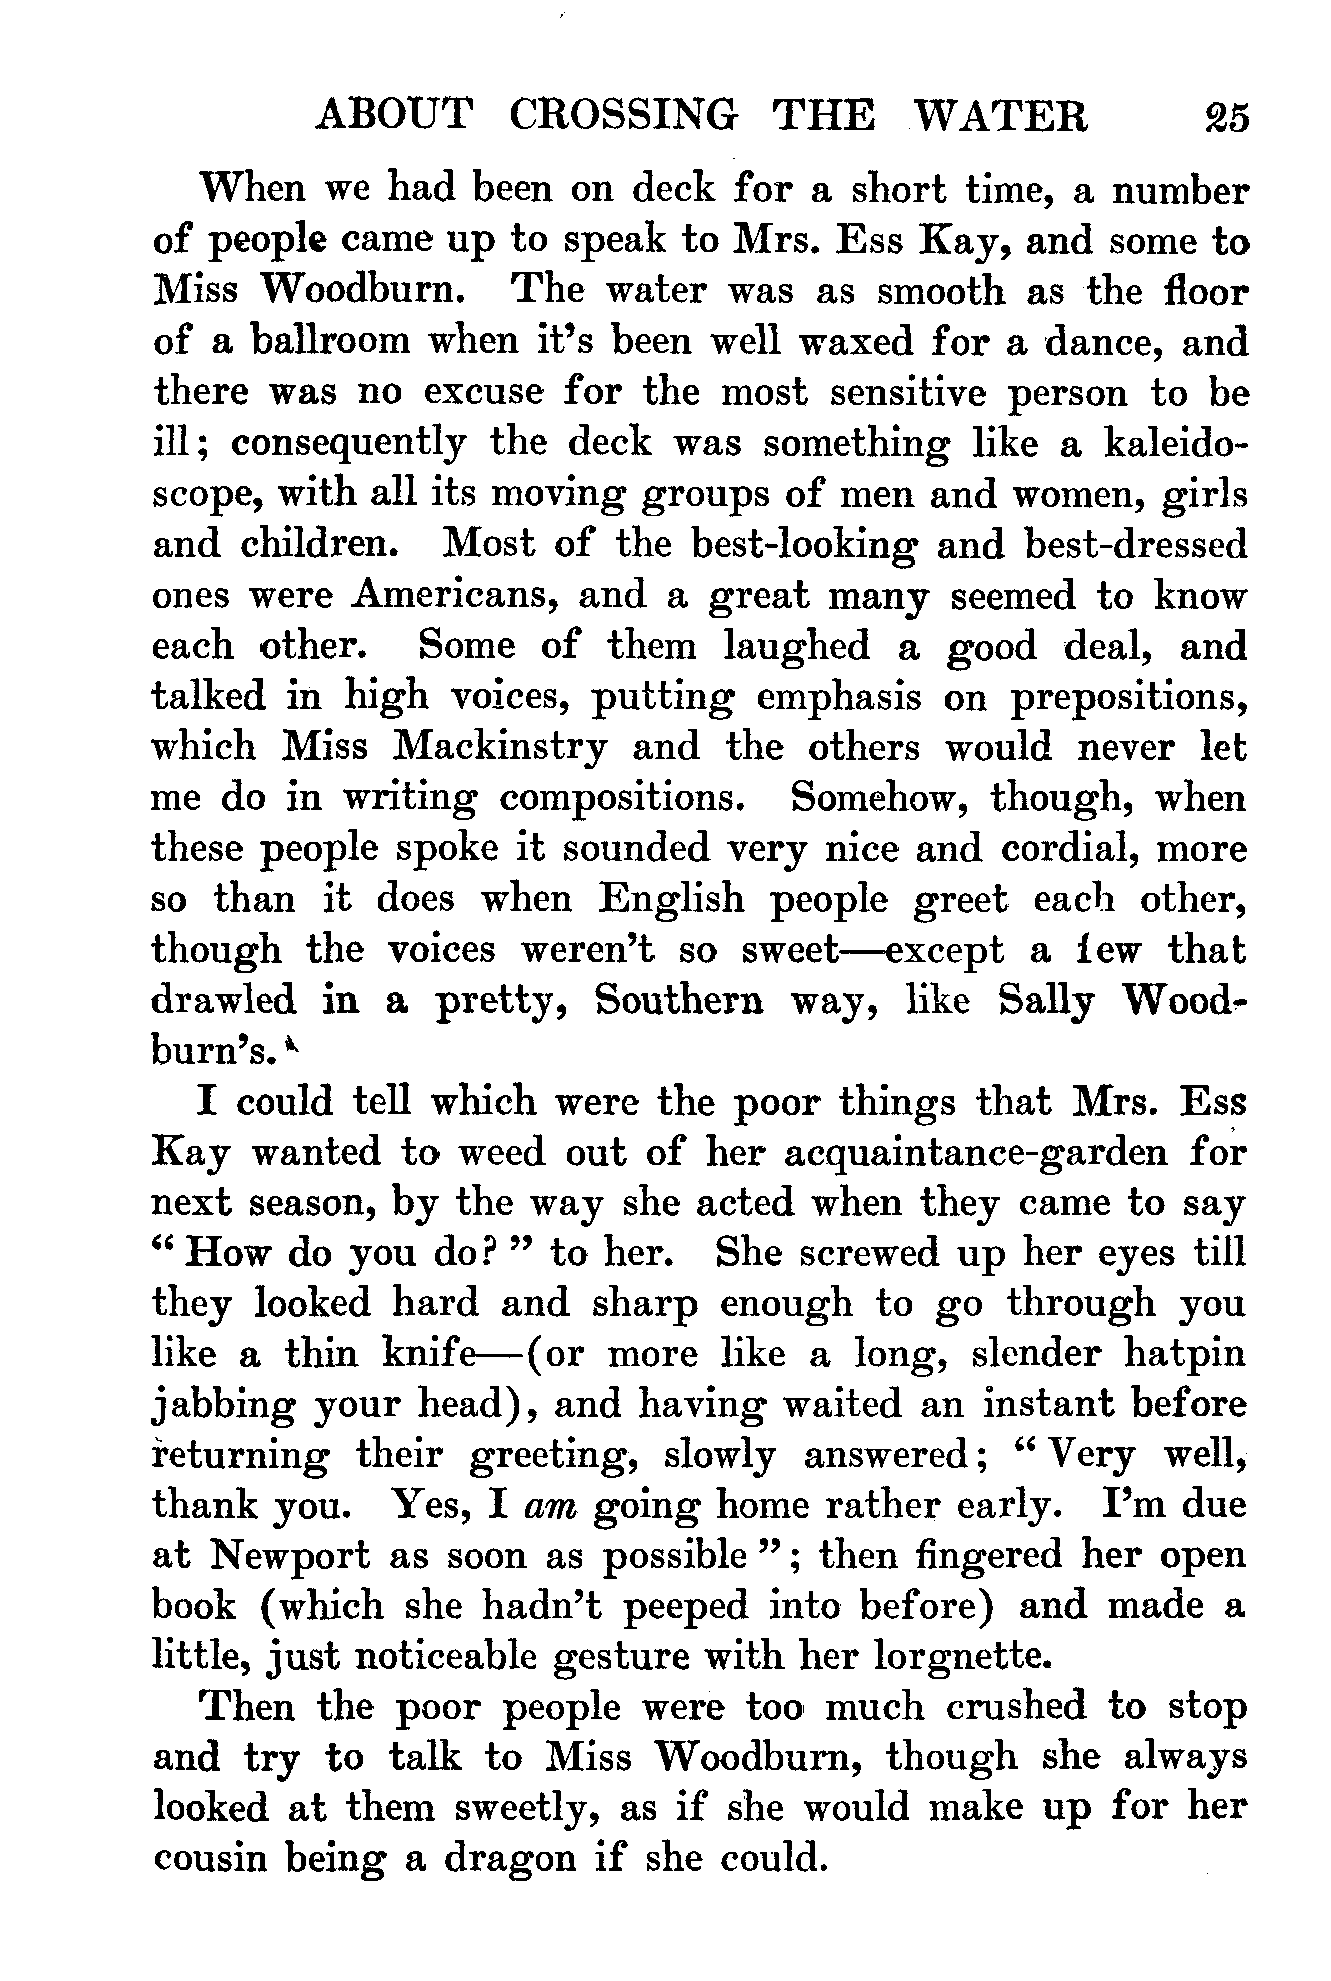 ABOUT CROSSING THE WATER 25
When we had been on deck for a short time, a number
of people came up to speak to Mrs. Ess Kay, and some to
Miss Woodburn. The water was as smooth as the floor
of a ballroom when it's been well waxed for a dance, and
there was no excuse for the most sensitive person to be
ill; consequently the deck was something like a kaleido-
scope, with all its moving groups of men and women, girls
and children. Most of the best-looking and best-dressed
ones were Americans, and a great many seemed to know
each other. Some of them laughed a good deal, and
talked in high voices, putting emphasis on prepositions,
which Miss Mackinstry and the others would never let
me do in writing compositions. Somehow, though, when
these people spoke it sounded very nice and cordial, more
so than it does when English people greet each other,
though the voices weren't so sweet—except a few that
drawled in a pretty, Southern way, like Sally Wood-
burn's.
I could tell which were the poor things that Mrs. Ess
Kay wanted to weed out of her acquaintance-garden for
next season, by the way she acted when they came to say
"How do you do?" to her. She screwed up her eyes till
they looked hard and sharp enough to go through you
like a thin knife—(or more like a long, slender hatpin
jabbing your head), and having waited an instant before
returning their greeting, slowly answered; "Very well,
thank you. Yes, I am going home rather early. I'm due
at Newport as soon as possible"; then fingered her open
book (which she hadn't peeped into before) and made a
little, just noticeable gesture with her lorgnette.
Then the poor people were too much crushed to stop
and try to talk to Miss Woodburn, though she always
looked at them sweetly, as if she would make up for her
cousin being a dragon if she could.